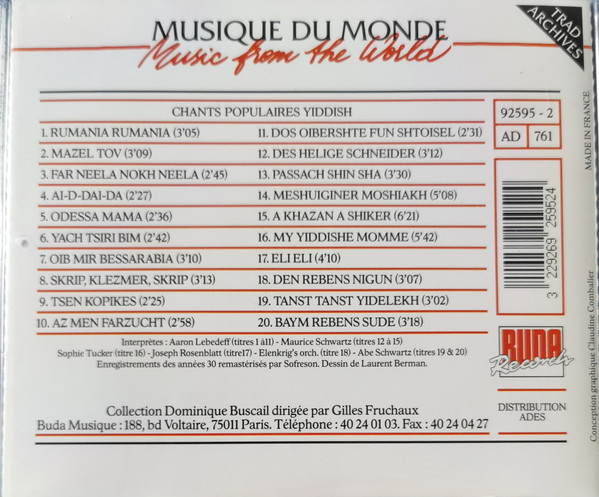 MUSIQUE DU MONDE
Music from the World
TRAD
ARCHIVES
CHANTS POPULAIRES YIDDISH
92595 - 2
AD 761
MADE IN FRANCE
1. RUMANIA RUMANIA (3'05)
2. MAZEL TOV (3'09)
3. FAR NEELA NOKH NEELA (2'45)
4. AI-D-DAI-DA (2'27)
5. ODESSA MAMA (2'36)
6. YACH TSIRI BIM (2'42)
7. OIB MIR BESSARABIA (3'10)
8. SKRIP, KLEZMER, SKRIP (3'13)
9. TSEN KOPIKES (2'25)
10. AZ MEN FARZUCHT (2'58)
11. DOS OIBERSHTE FUN SHTOISEL (2'31)
12. DES HELIGE SCHNEIDER (3'12)
13. PASSACH SHIN SHA (3'30)
14. MESHUIGINER MOSHIAKH (5'08)
15. A KHAZAN A SHIKER (6'21)
16. MY YIDDISHE MOMME (5'42)
17. ELI ELI (4'10)
18. DEN REBENS NIGUN (3'07)
19. TANST TANST YIDELEKH (3'02)
20. BAYM REBENS SUDE (3'18)
3 229269 259524
Interprètes : Aaron Lebedeff (titres 1 à 11) - Maurice Schwartz (titres 12 à 15)
Sophie Tucker (titre 16) - Joseph Rosenblatt (titre17) - Elenkrig's orch. (titre 18) - Abe Schwartz (titres 19 & 20)
Enregistrements des années 30 remastérisés par Sofreson. Dessin de Laurent Berman.
BUDA
Records
DISTRIBUTION
ADES
Collection Dominique Buscail dirigée par Gilles Fruchaux
Buda Musique : 188, bd Voltaire, 75011 Paris. Téléphone : 40 24 01 03. Fax : 40 24 04 27
Conception graphique Claudine Combalier